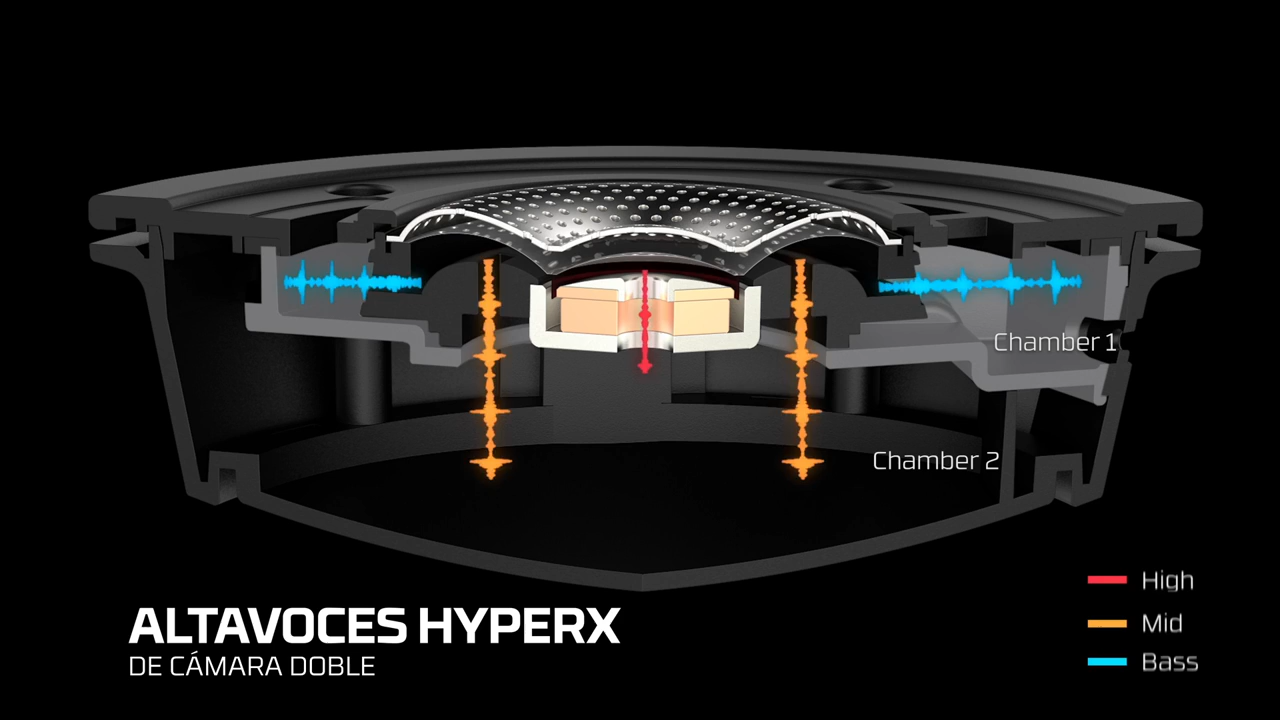 Chamber 1
Chamber 2
ALTAVOCES HYPERX
DE CÁMARA DOBLE
High
Mid
Bass